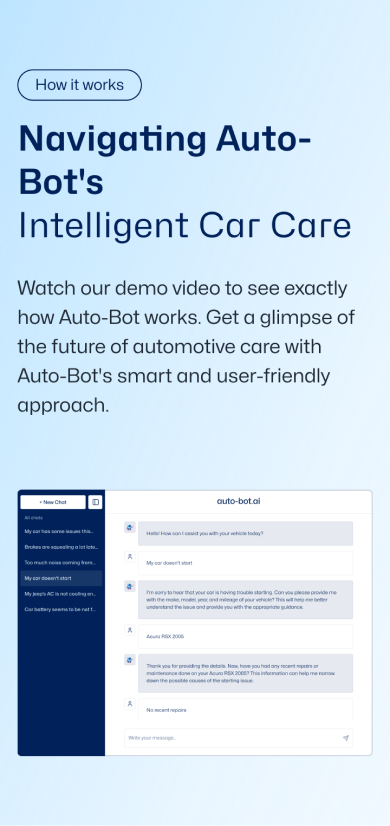 How it works
Navigating Auto-
Bot's
Intelligent Car Care
Watch our demo video to see exactly
how Auto-Bot works. Get a glimpse of
the future of automotive care with
Auto-Bot's smart and user-friendly
approach.
+ New Chat
auto-bot.ai
All chats
My car has some issues this...
Brakes are squealing a lot late...
Too much noise coming from...
My car doesn't start
My jeep's AC is not cooling an...
Car battery seems to be not f...
Hello! How can I assist you with your vehicle today?
My car doesn't start
I'm sorry to hear that your car is having trouble starting. Can you please provide me
with the make, model, year, and mileage of your vehicle? This will help me better
understand the issue and provide you with the appropriate guidance.
Acura RSX 2005
Thank you for providing the details. Now, have you had any recent repairs or
maintenance done on your Acura RSX 2005? This information can help me narrow
down the possible causes of the starting issue.
No recent repairs
Write your message..